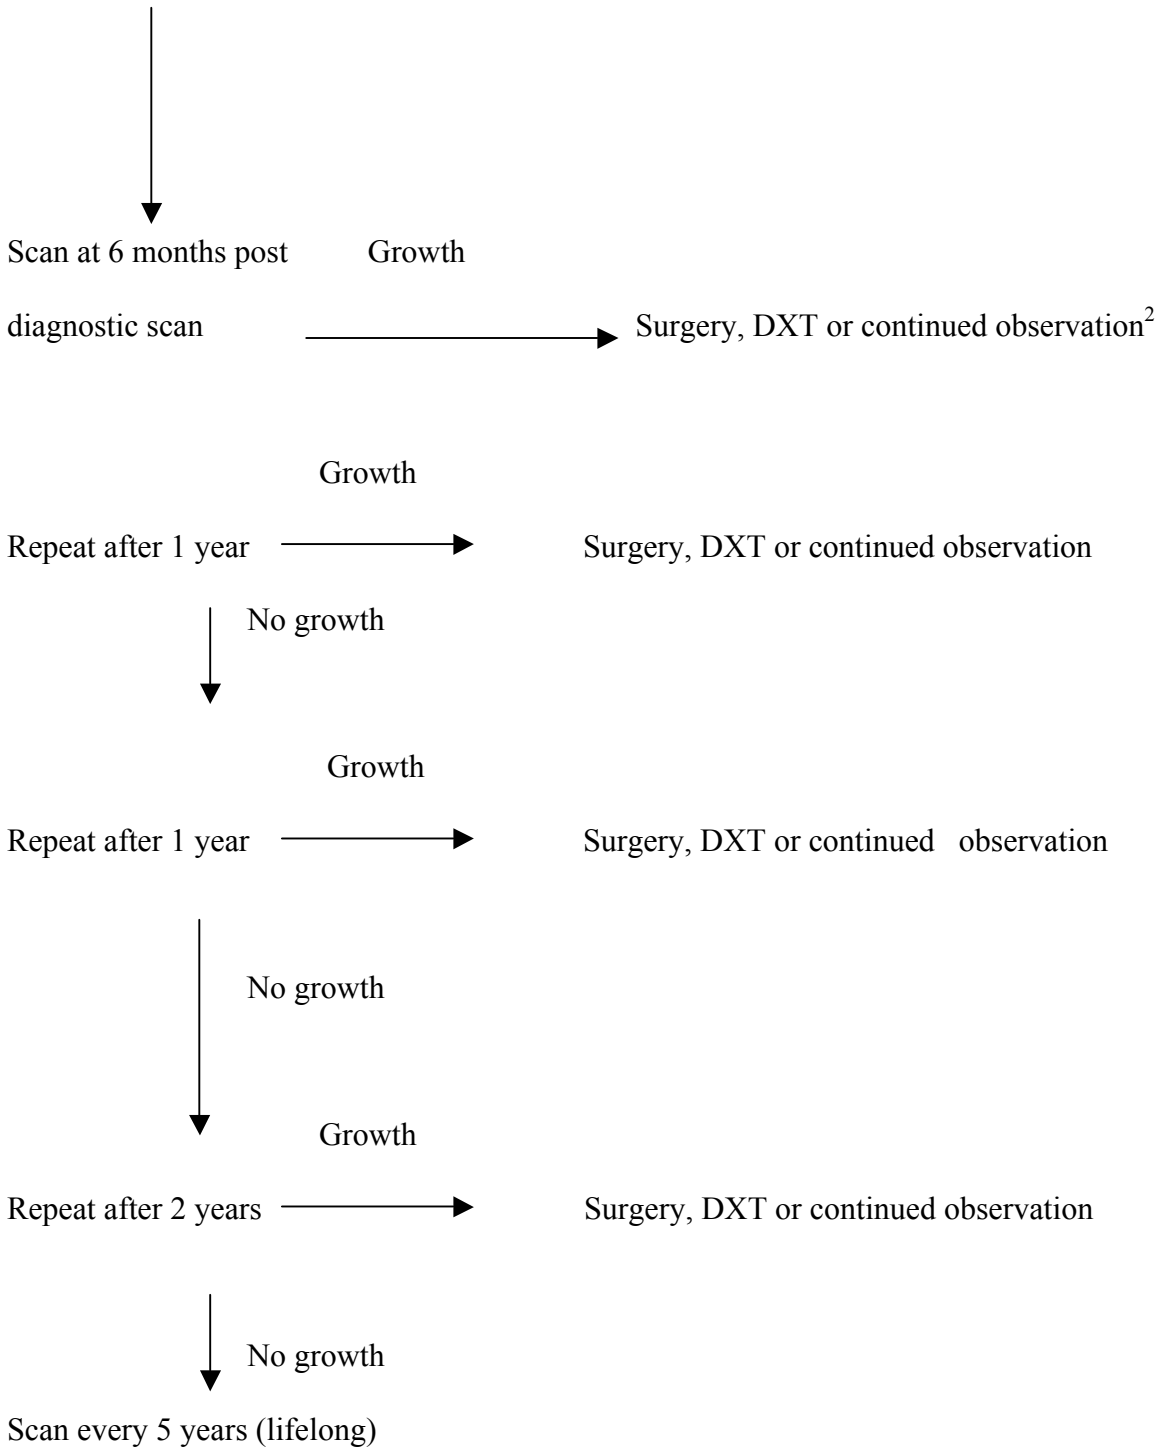 Scan at 6 months post Growth
diagnostic scan Surgery, DXT or continued observation²
Growth
Repeat after 1 year Surgery, DXT or continued observation
No growth
Growth
Repeat after 1 year Surgery, DXT or continued observation
No growth
Growth
Repeat after 2 years Surgery, DXT or continued observation
No growth
Scan every 5 years (lifelong)